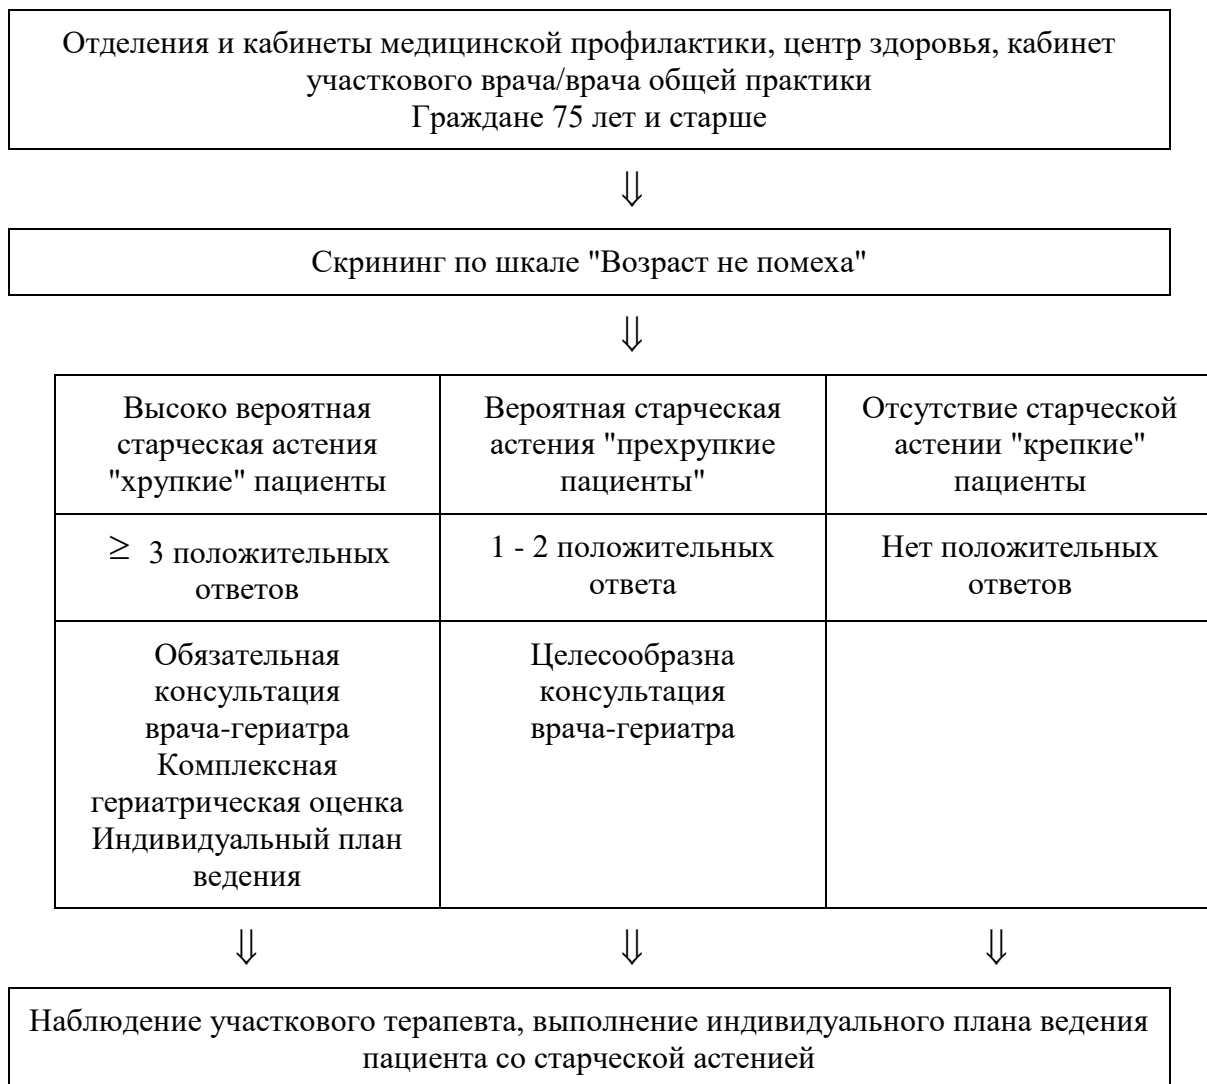 Отделения и кабинеты медицинской профилактики, центр здоровья, кабинет
участкового врача/врача общей практики
Граждане 75 лет и старше
⇓
Скрининг по шкале "Возраст не помеха"
⇓
Высоко вероятная
старческая астения
"хрупкие" пациенты
Вероятная старческая
астения "прехрупкие
пациенты"
Отсутствие старческой
астении "крепкие"
пациенты
≥ 3 положительных
ответов
1 - 2 положительных
ответа
Нет положительных
ответов
Обязательная
консультация
врача-гериатра
Комплексная
гериатрическая оценка
Индивидуальный план
ведения
Целесообразна
консультация
врача-гериатра
⇓ ⇓ ⇓
Наблюдение участкового терапевта, выполнение индивидуального плана ведения
пациента со старческой астенией